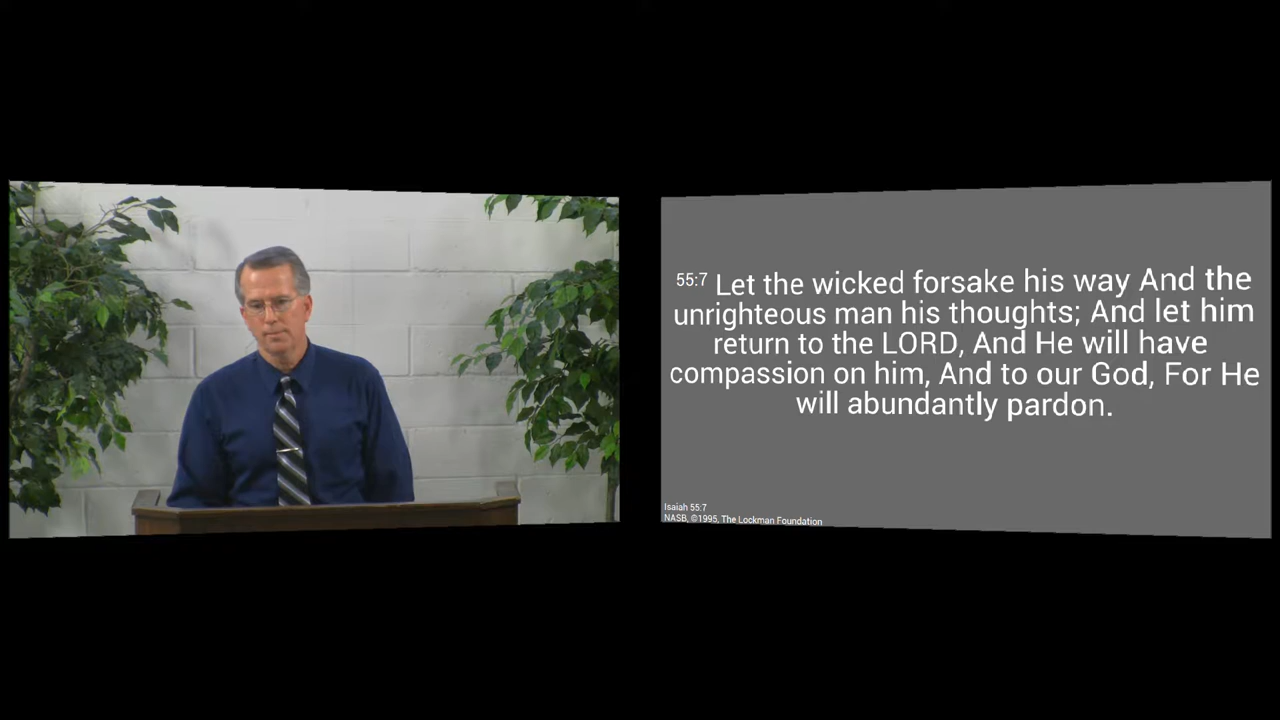 55:7 Let the wicked forsake his way And the
unrighteous man his thoughts; And let him
return to the LORD, And He will have
compassion on him, And to our God, For He
will abundantly pardon.
Isaiah 55:7
NASB, ©1995, The Lockman Foundation